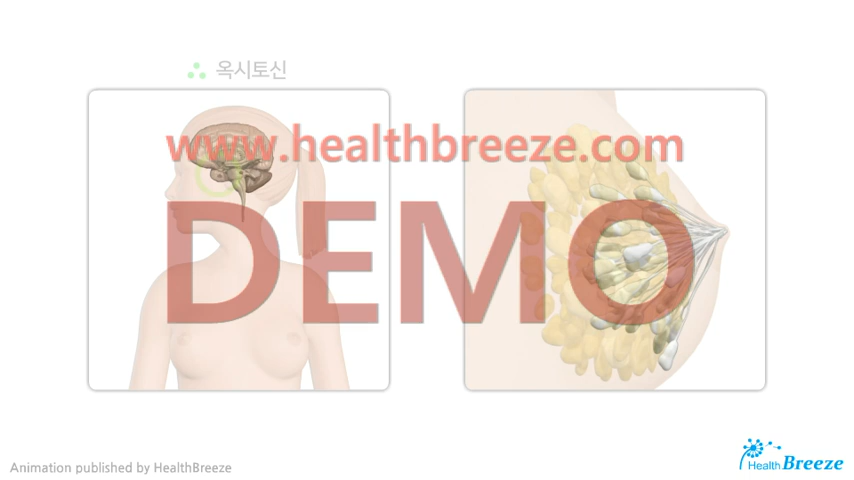 옥시토신
www.healthbreeze.com
DEMO
Animation published by HealthBreeze
Health Breeze